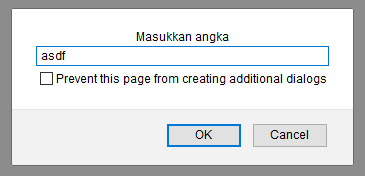 Masukkan angka
asdf
Prevent this page from creating additional dialogs
OK
Cancel